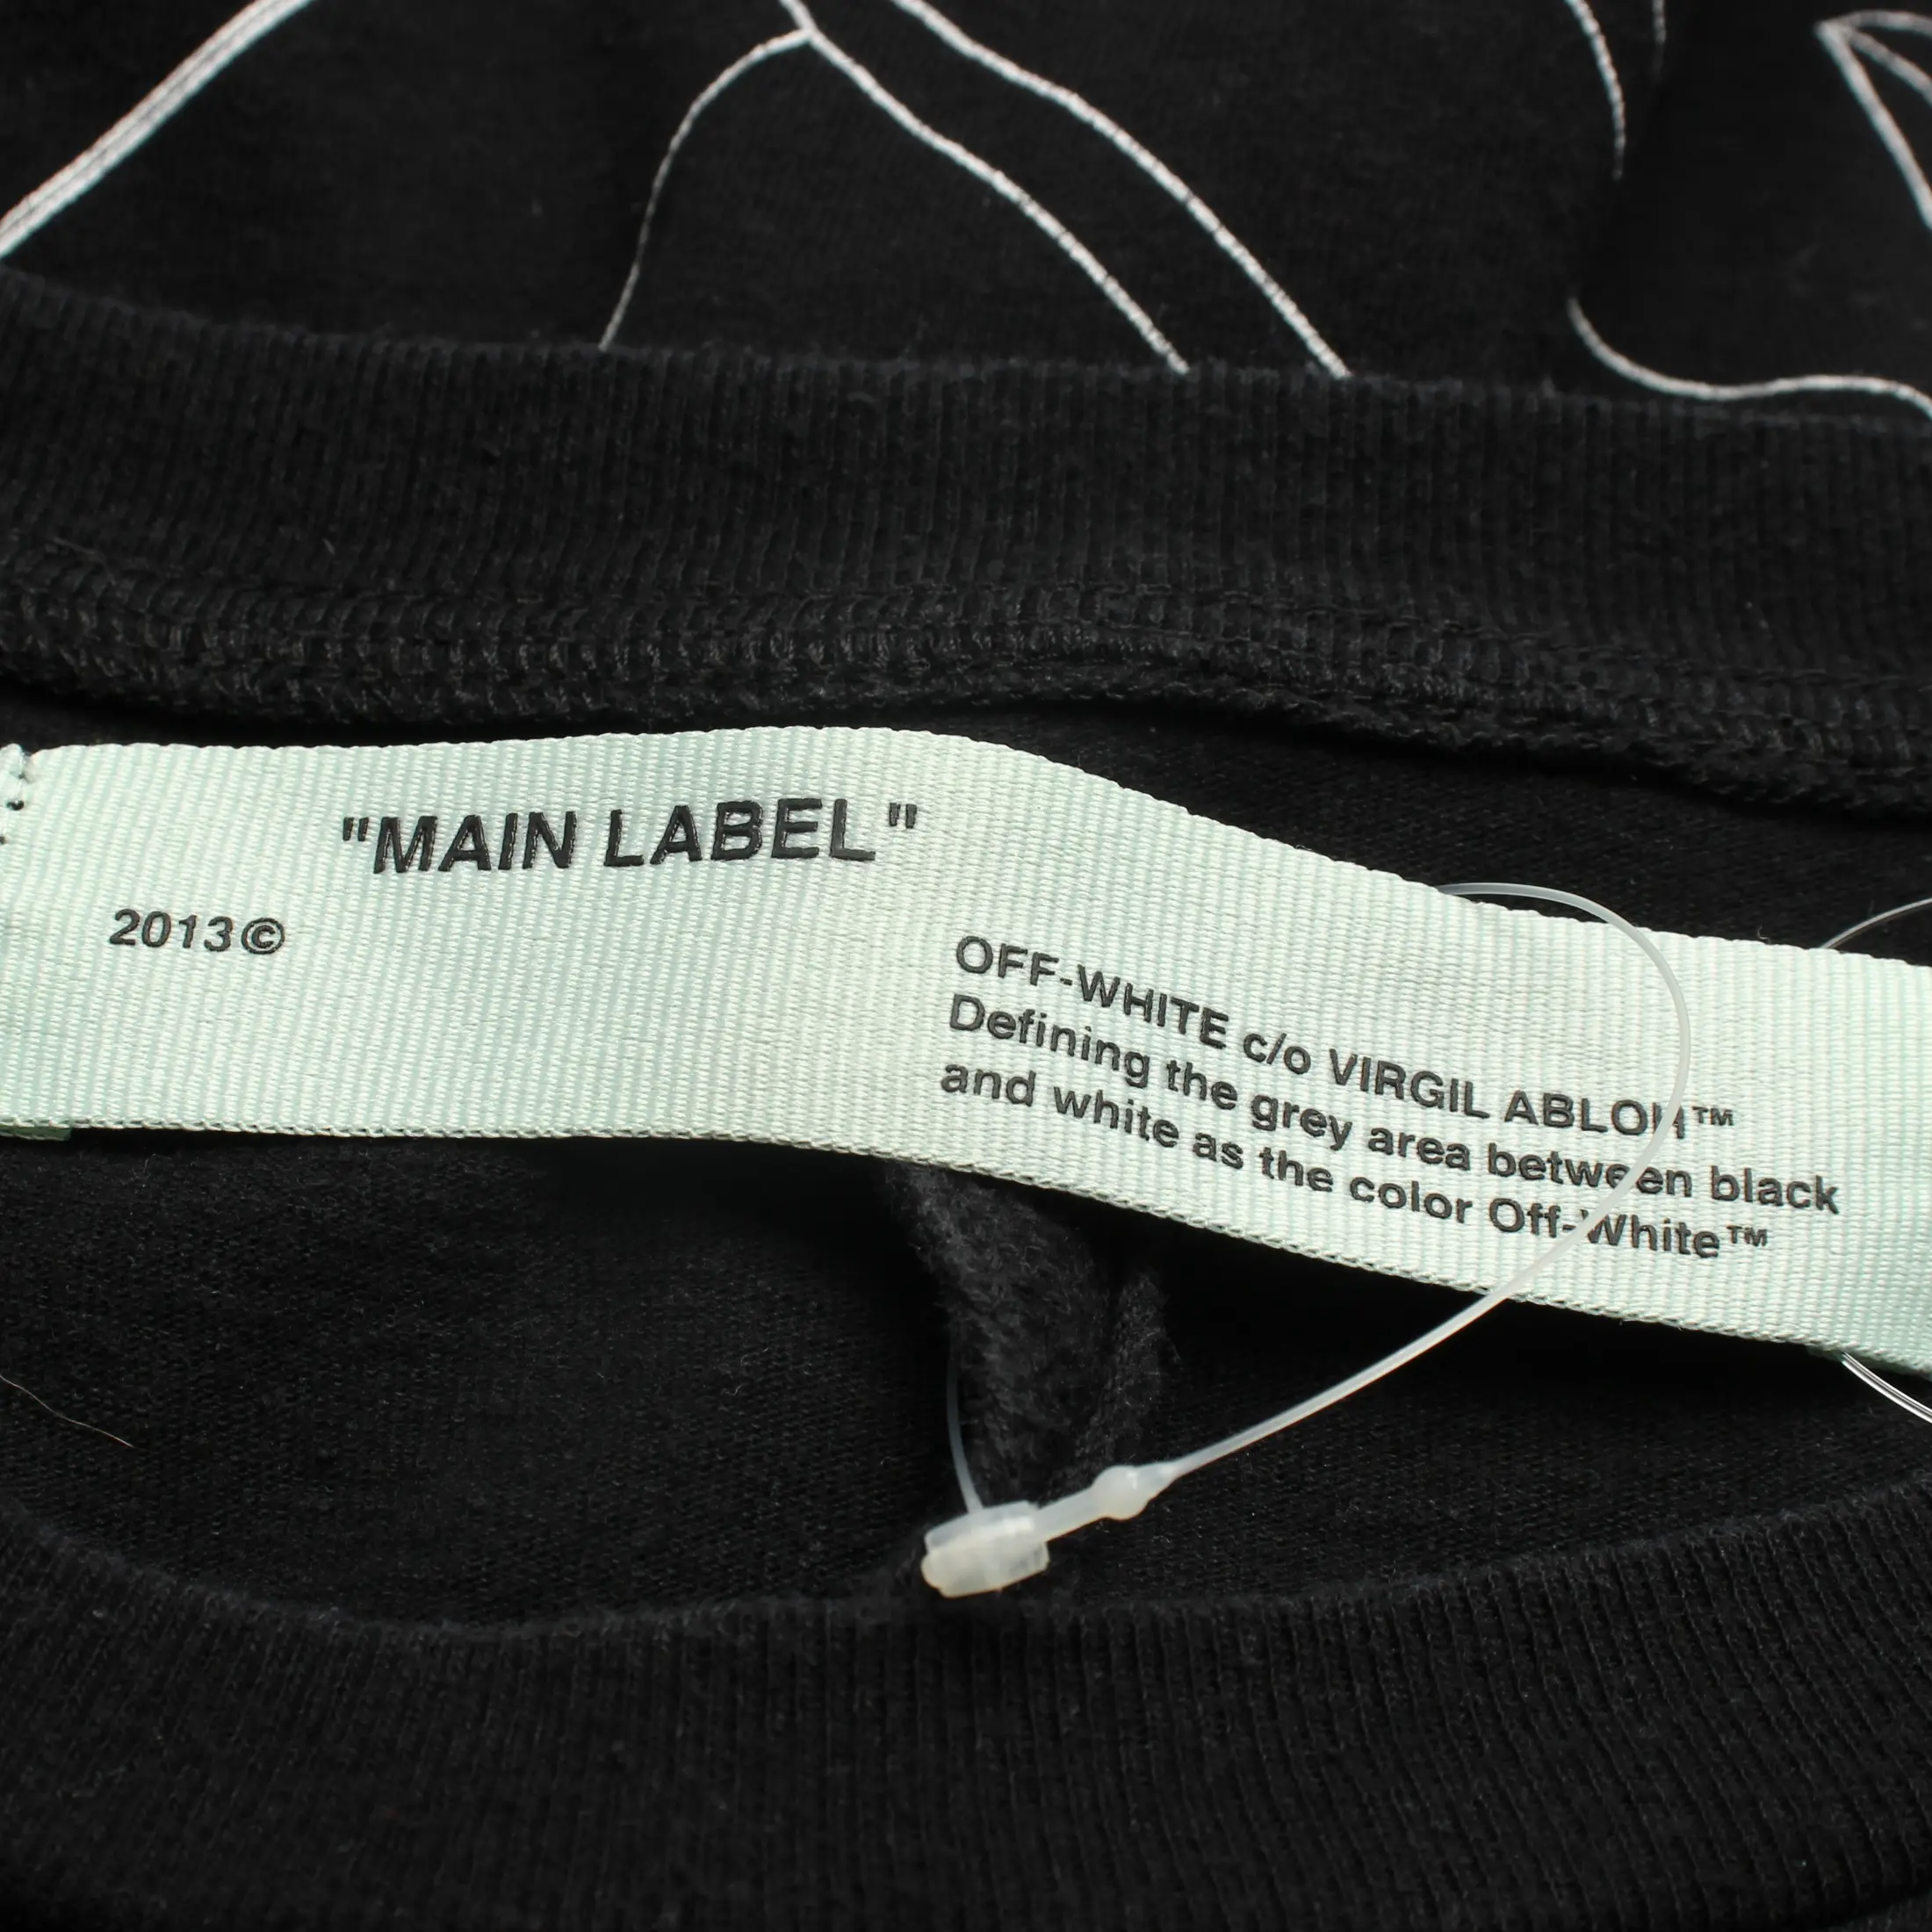 "MAIN LABEL"
2013©
OFF-WHITE c/o VIRGIL ABLOH™
Defining the grey area between black
and white as the color Off-White™